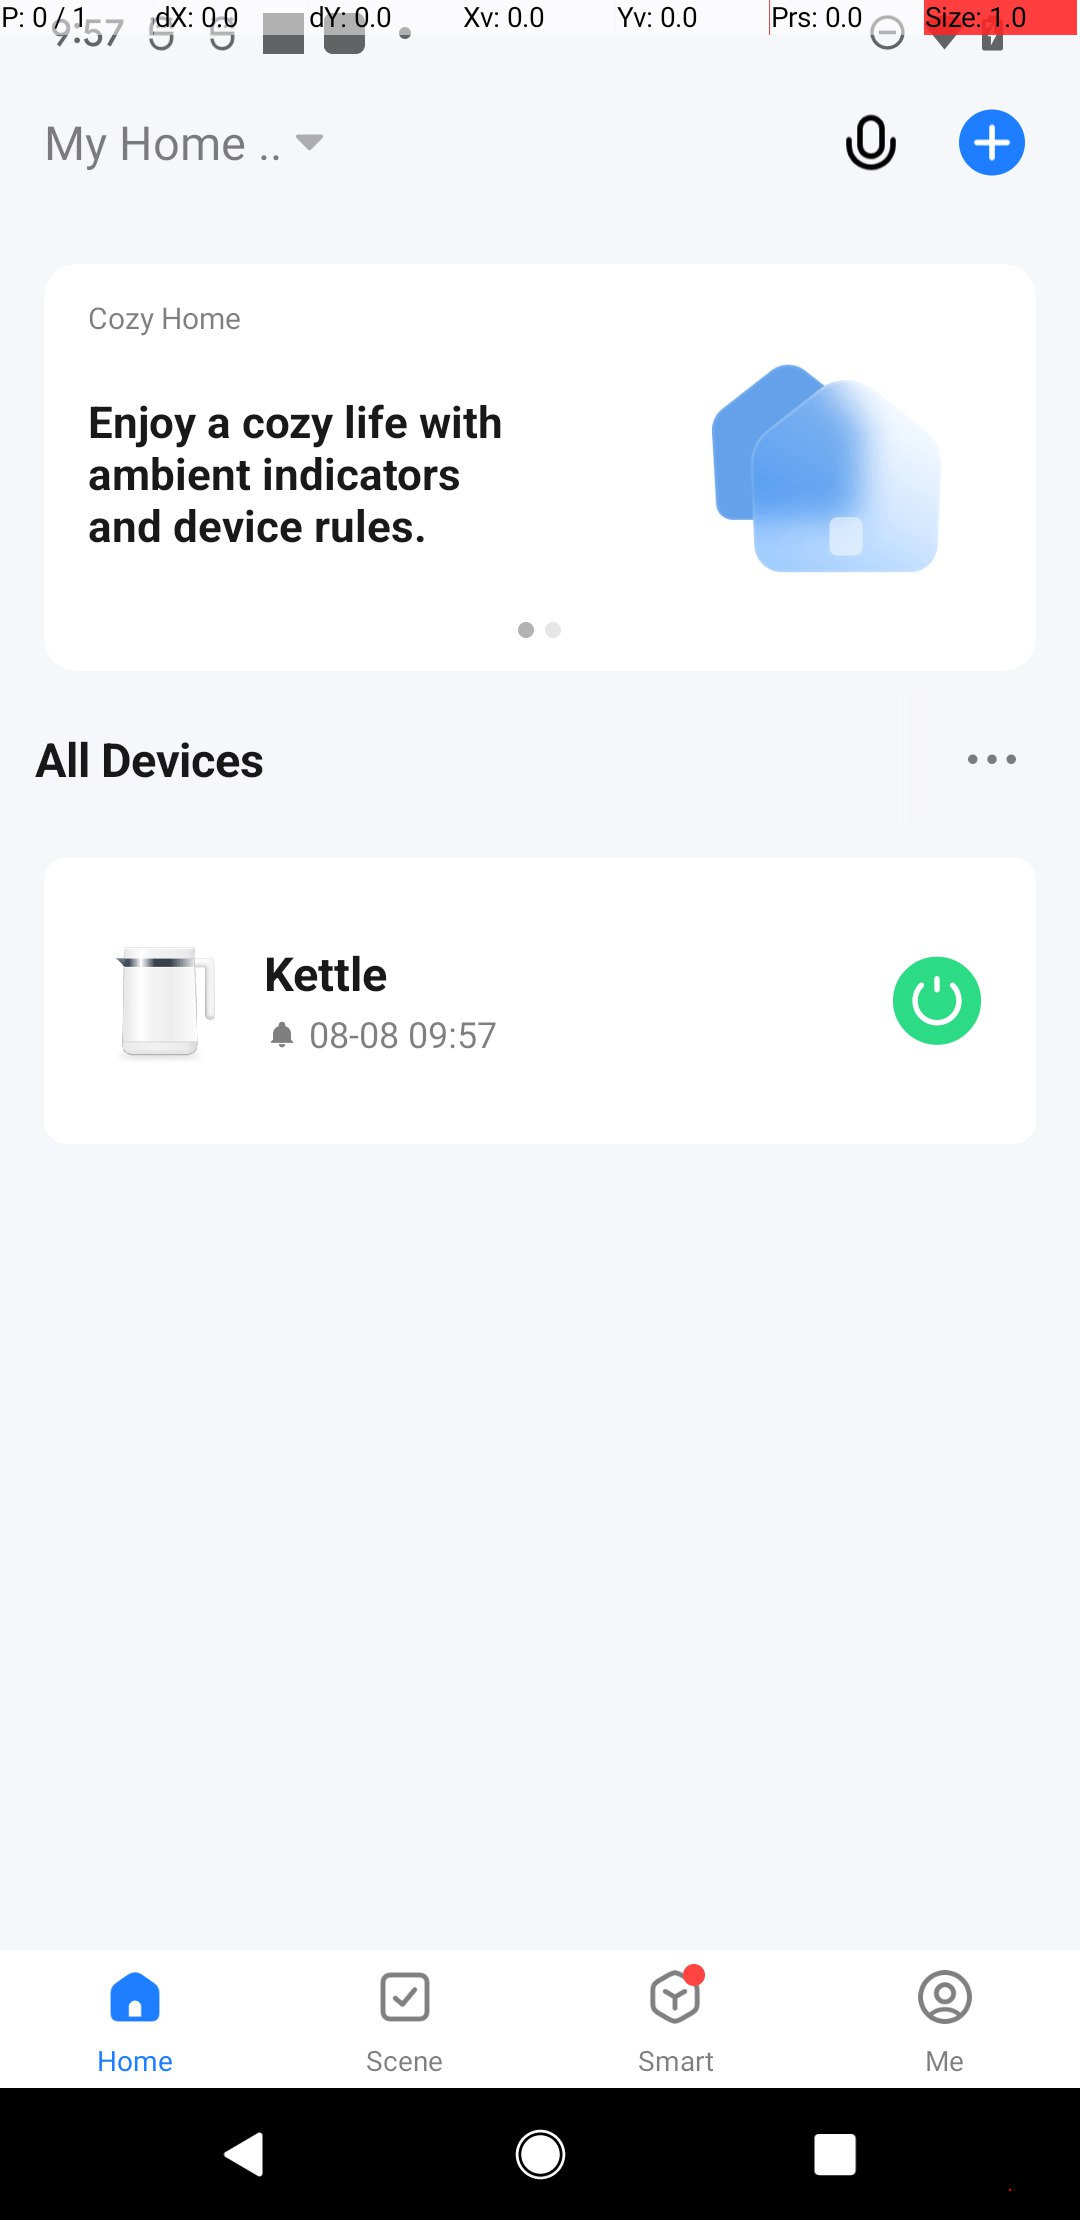 P: 0 / 1 dX: 0.0 dY: 0.0 Xv: 0.0 Yv: 0.0 Prs: 0.0 Size: 1.0
9:57
My Home ..
Cozy Home
Enjoy a cozy life with
ambient indicators
and device rules.
All Devices
Kettle
08-08 09:57
Home Scene Smart Me